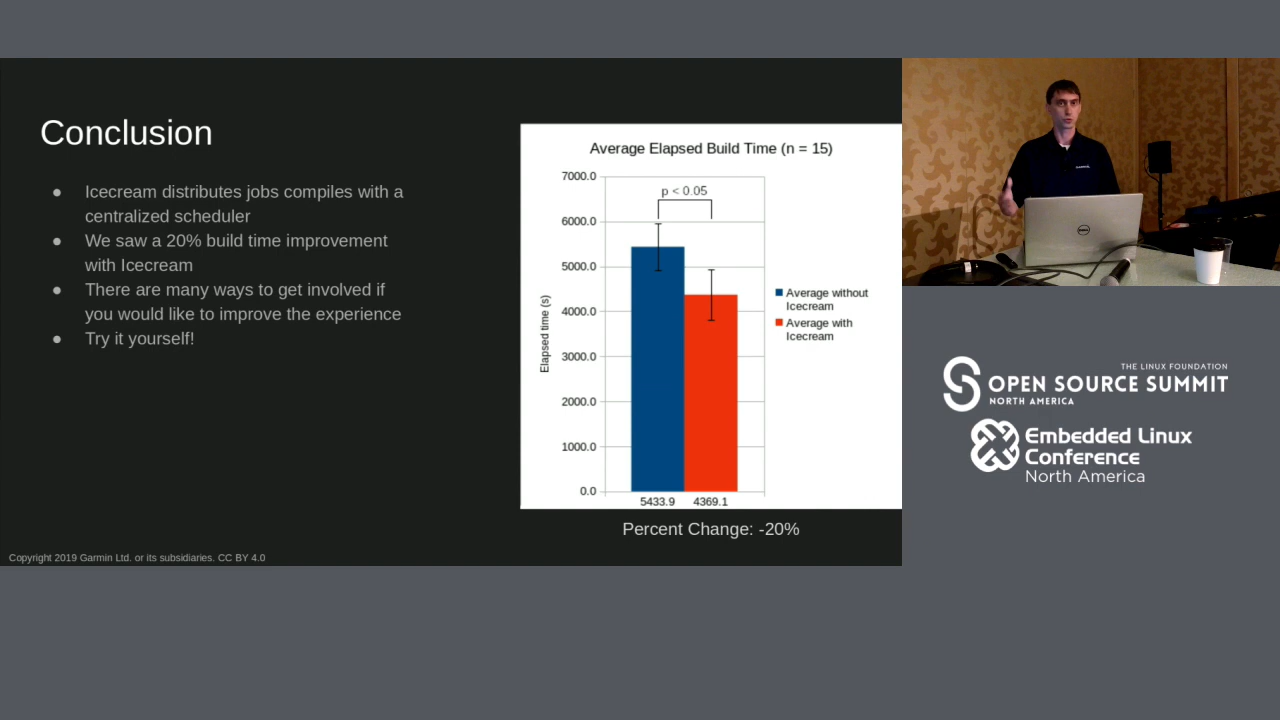 Conclusion
● Icecream distributes jobs compiles with a
centralized scheduler
● We saw a 20% build time improvement
with Icecream
● There are many ways to get involved if
you would like to improve the experience
● Try it yourself!
Average Elapsed Build Time (n = 15)
p < 0.05
Elapsed time (s)
7000.0
6000.0
5000.0
4000.0
3000.0
2000.0
1000.0
0.0
5433.9 4369.1
Average without
Icecream
Average with
Icecream
Percent Change: -20%
Copyright 2019 Garmin Ltd. or its subsidiaries. CC BY 4.0
DELL
THE LINUX FOUNDATION
OPEN SOURCE SUMMIT
NORTH AMERICA
Embedded Linux
Conference
North America